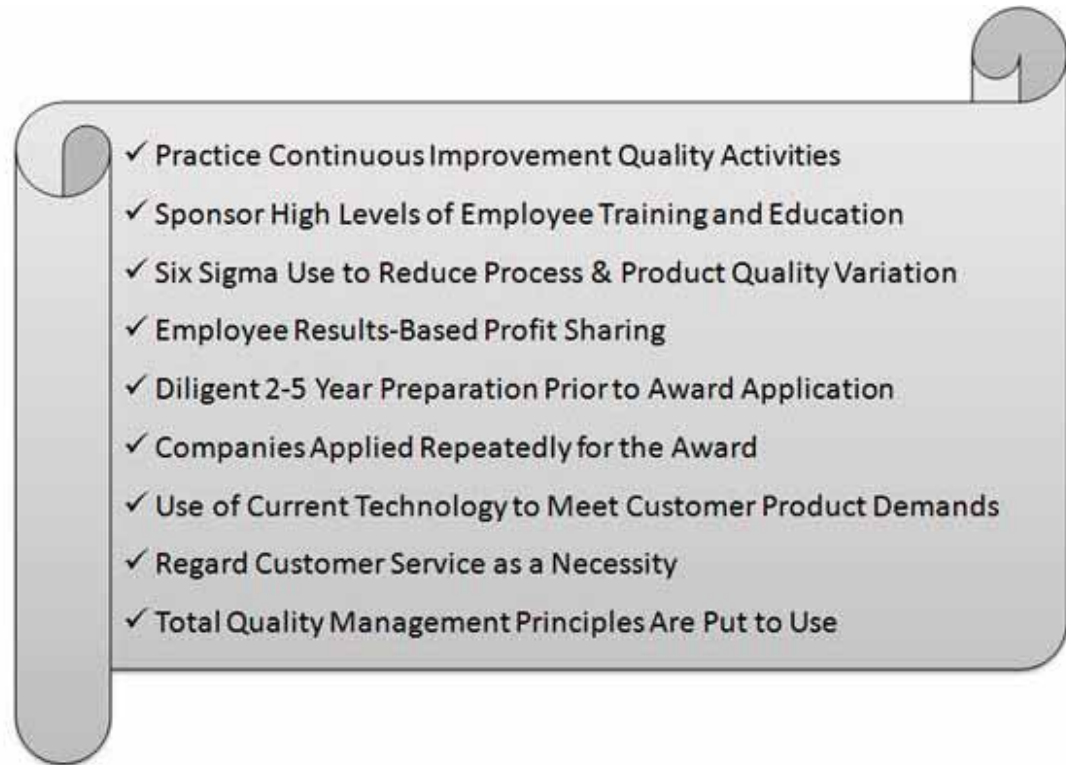 ✓ Practice Continuous Improvement Quality Activities
✓ Sponsor High Levels of Employee Training and Education
✓ Six Sigma Use to Reduce Process & Product Quality Variation
✓ Employee Results-Based Profit Sharing
✓ Diligent 2-5 Year Preparation Prior to Award Application
✓ Companies Applied Repeatedly for the Award
✓ Use of Current Technology to Meet Customer Product Demands
✓ Regard Customer Service as a Necessity
✓ Total Quality Management Principles Are Put to Use